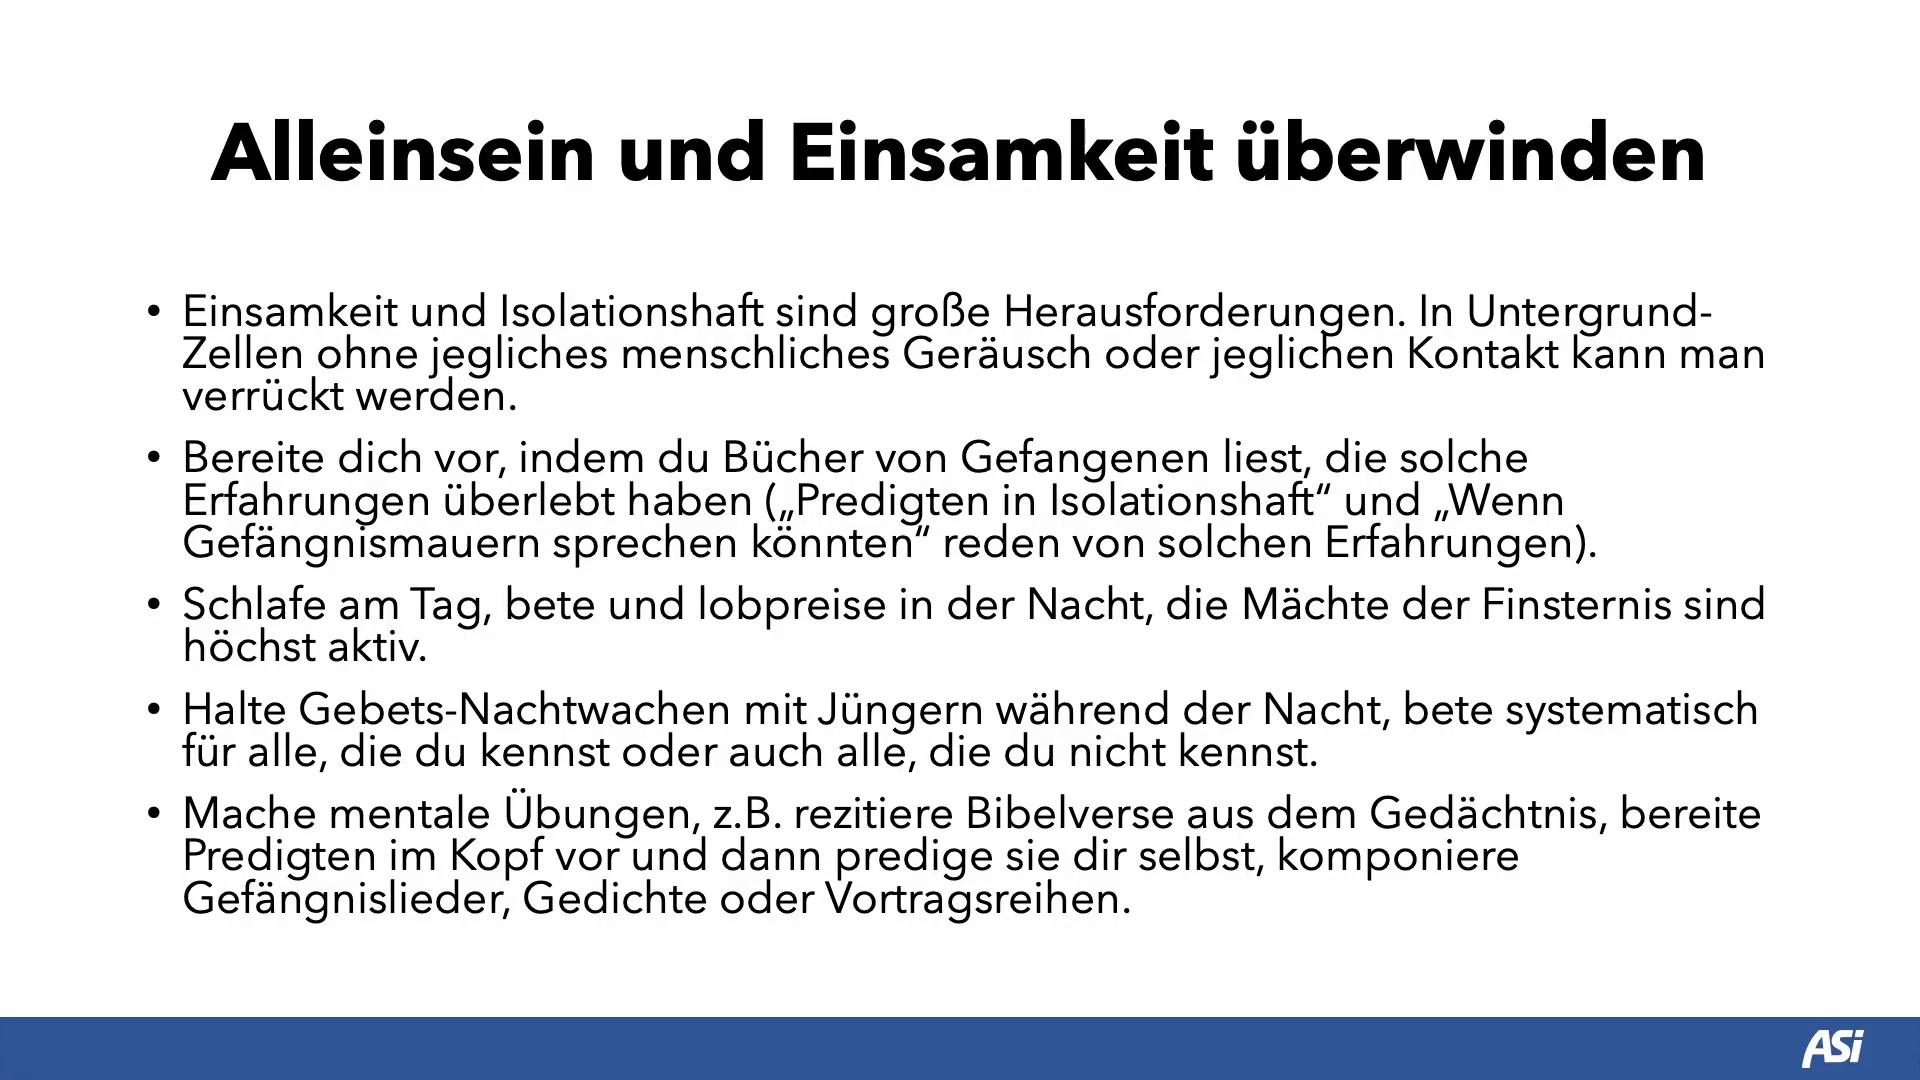 Alleinsein und Einsamkeit überwinden
• Einsamkeit und Isolationshaft sind große Herausforderungen. In Untergrund-
Zellen ohne jegliches menschliches Geräusch oder jeglichen Kontakt kann man
verrückt werden.
• Bereite dich vor, indem du Bücher von Gefangenen liest, die solche
Erfahrungen überlebt haben („Predigten in Isolationshaft“ und „Wenn
Gefängnismauern sprechen könnten“ reden von solchen Erfahrungen).
• Schlafe am Tag, bete und lobpreise in der Nacht, die Mächte der Finsternis sind
höchst aktiv.
• Halte Gebets-Nachtwachen mit Jüngern während der Nacht, bete systematisch
für alle, die du kennst oder auch alle, die du nicht kennst.
• Mache mentale Übungen, z.B. rezitiere Bibelverse aus dem Gedächtnis, bereite
Predigten im Kopf vor und dann predige sie dir selbst, komponiere
Gefängnislieder, Gedichte oder Vortragsreihen.
ASi